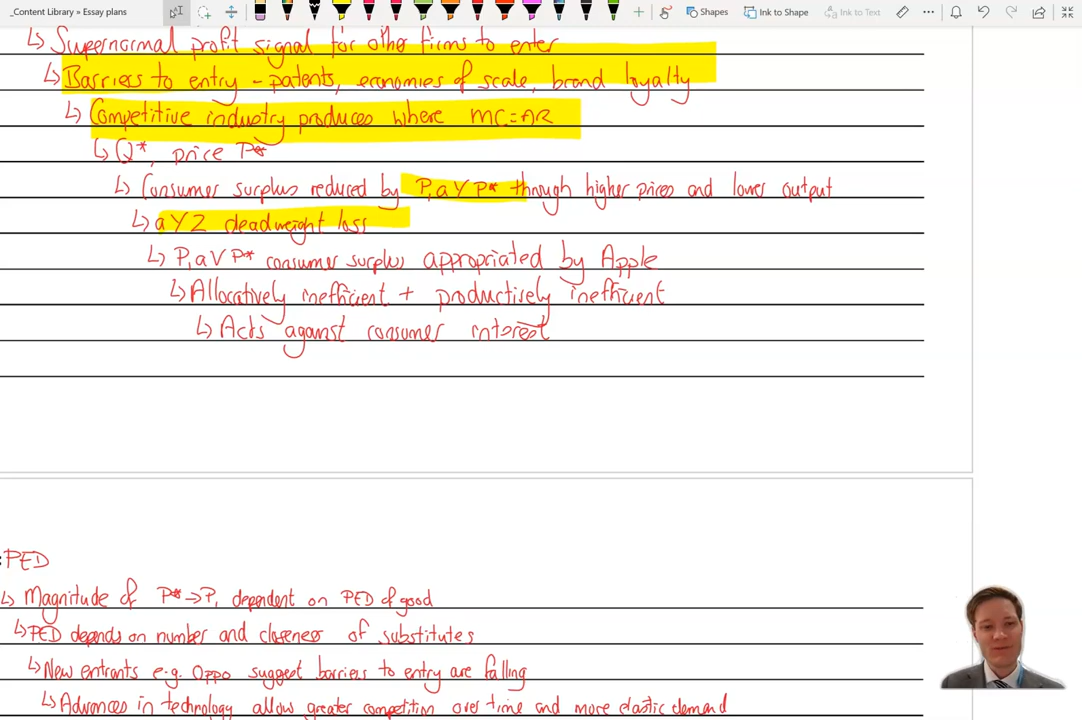 _Content Library » Essay plans
Shapes
Ink to Shape
Ink to Text
↳ Supernormal profit signal for other firms to enter
↳ Barriers to entry - patents, economies of scale, brand loyalty
↳ Competitive industry produces where MC=AR
↳ Q*, price P*
↳ Consumer surplus reduced by P₁aYP* through higher prices and lower output
↳ aYZ deadweight loss
↳ P₁aVP* consumer surplus appropriated by Apple
↳ Allocatively inefficient + productively inefficient
↳ Acts against consumer interest
: PED
↳ Magnitude of P*→P₁ dependent on PED of good
↳ PED depends on number and closeness of substitutes
↳ New entrants e.g. Oppo suggest barriers to entry are falling
↳ Advances in technology allow greater competition over time and more elastic demand